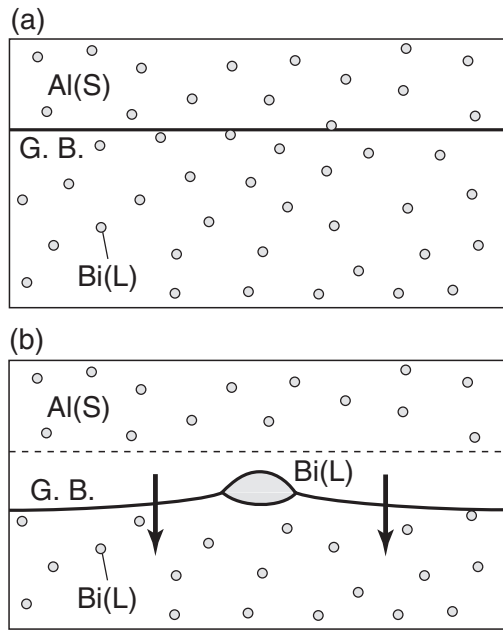 (a)
Al(S)
G. B.
Bi(L)
(b)
Al(S)
Bi(L)
G. B.
Bi(L)